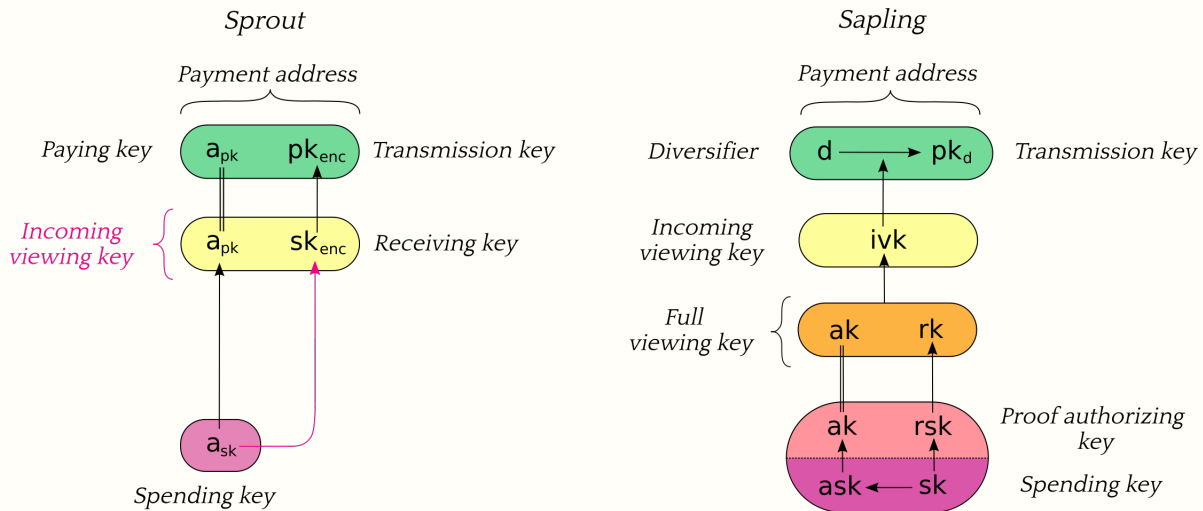 Sprout
Payment address
Paying key a_pk pk_enc Transmission key
Incoming
viewing key
a_pk sk_enc Receiving key
a_sk
Spending key
Sapling
Payment address
Diversifier d pk_d Transmission key
Incoming
viewing key
ivk
Full
viewing key
ak rk
ak rsk
Proof authorizing
key
ask sk Spending key